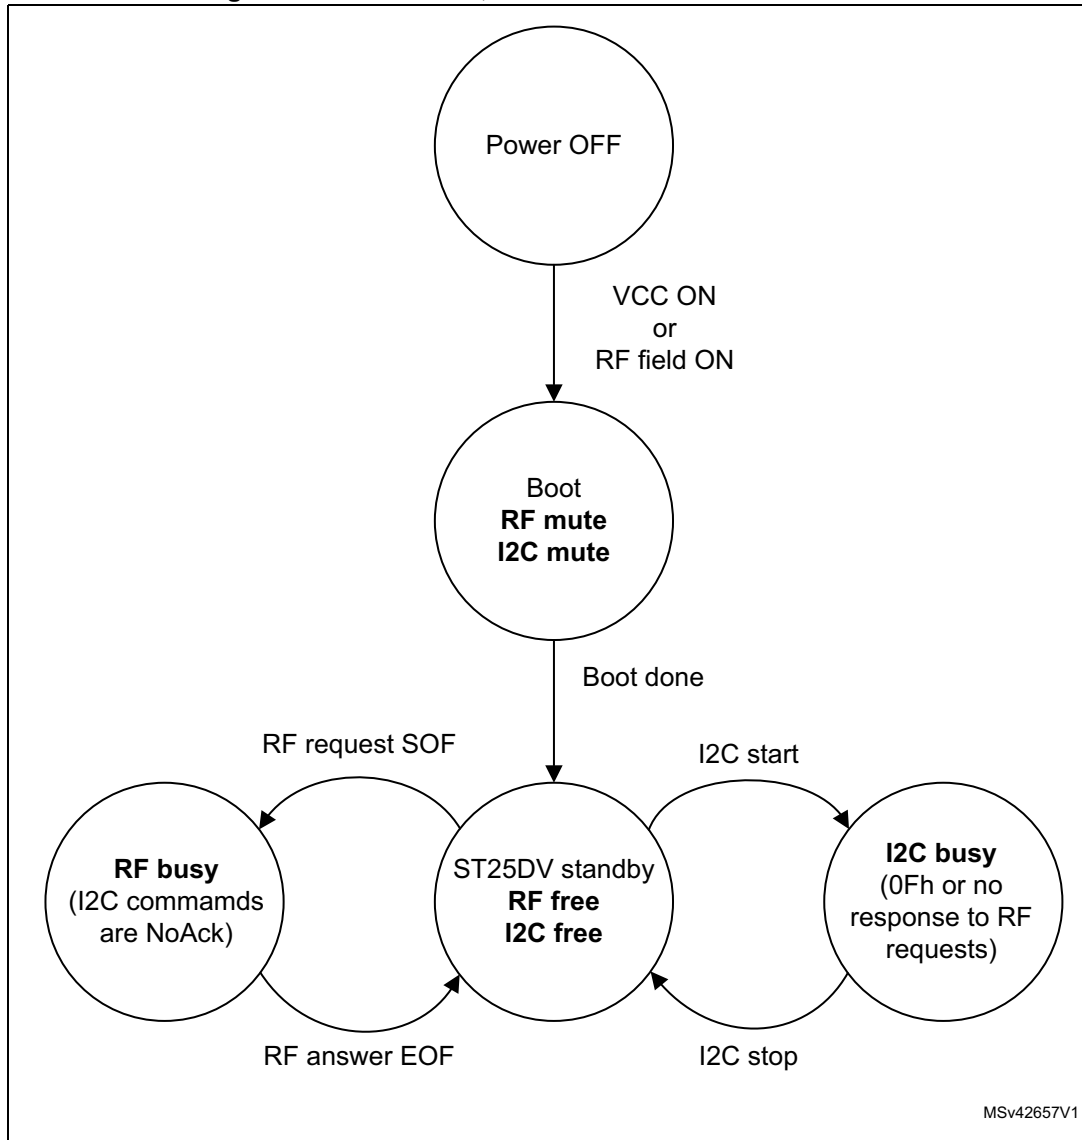 Power OFF
VCC ON
or
RF field ON
Boot
RF mute
I2C mute
Boot done
RF request SOF
I2C start
RF busy
(I2C commamds
are NoAck)
ST25DV standby
RF free
I2C free
I2C busy
(0Fh or no
response to RF
requests)
RF answer EOF
I2C stop
MSv42657V1